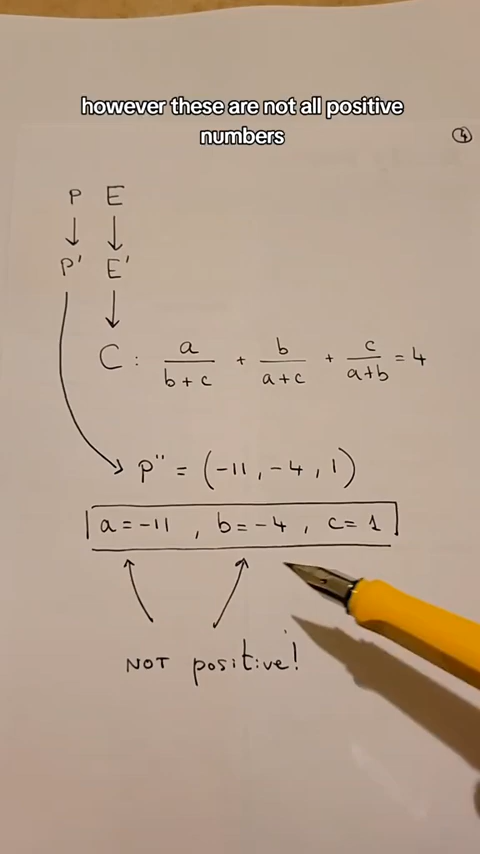 however these are not all positive
numbers
4
P E
↓ ↓
P' E'
↓
C: a/(b+c) + b/(a+c) + c/(a+b) = 4
P'' = (-11, -4, 1)
a = -11, b = -4, c = 1
NOT positive!